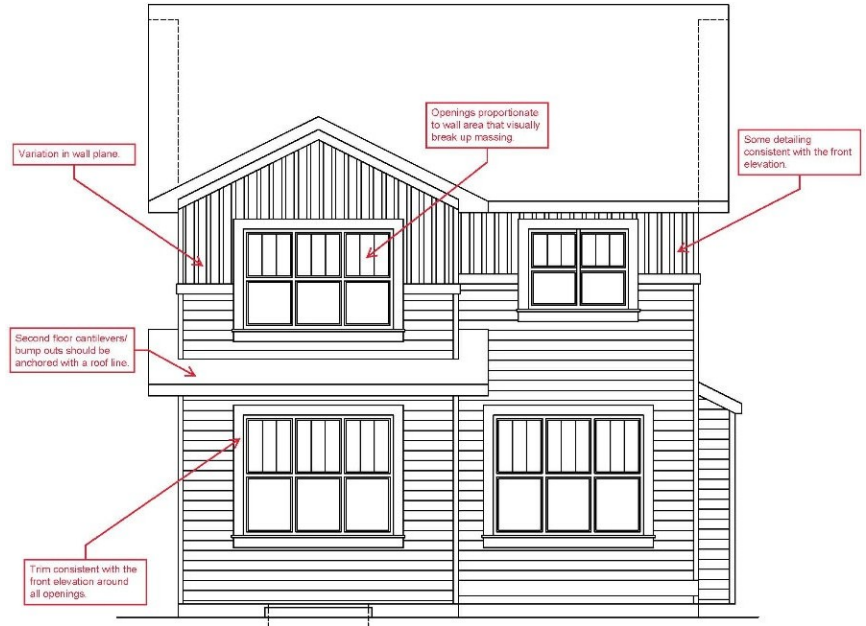 Openings proportionate
to wall area that visually
break up massing.
Variation in wall plane.
Some detailing
consistent with the front
elevation.
Second floor cantilevers/
bump outs should be
anchored with a roof line.
Trim consistent with the
front elevation around
all openings.